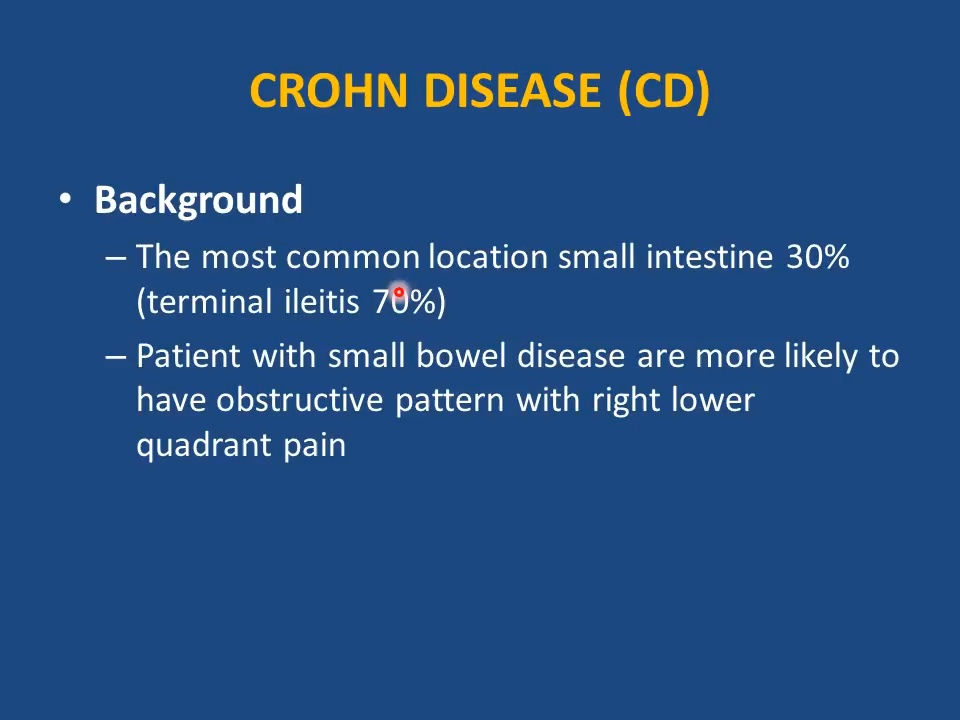 CROHN DISEASE (CD)
• Background
– The most common location small intestine 30%
(terminal ileitis 70%)
– Patient with small bowel disease are more likely to
have obstructive pattern with right lower
quadrant pain